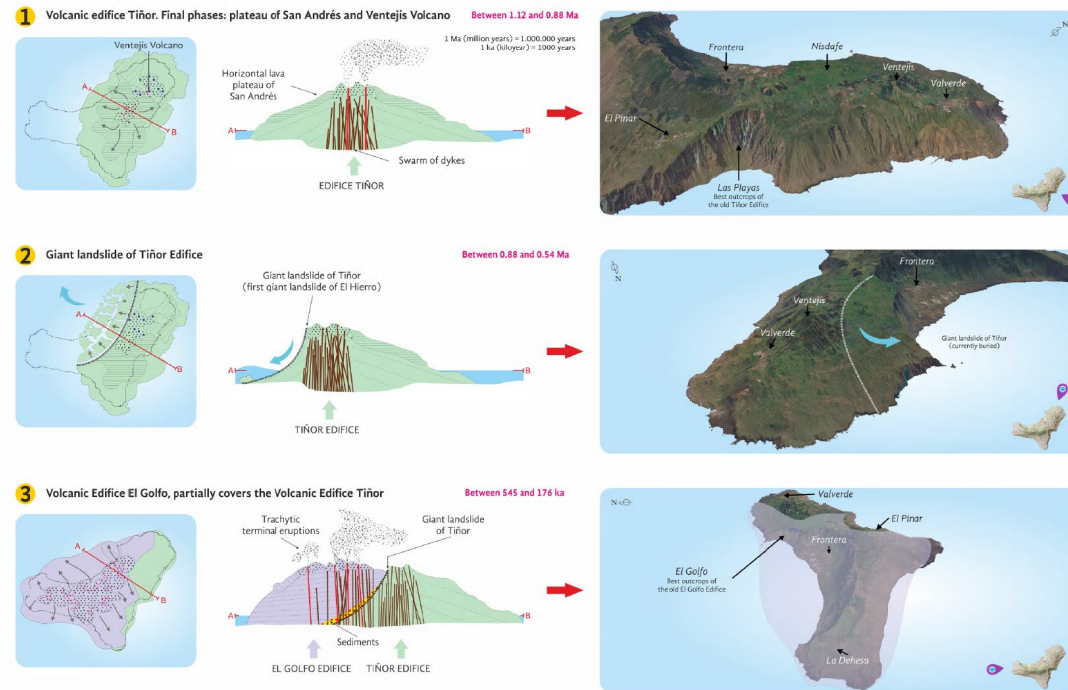 1 Volcanic edifice Tiñor. Final phases: plateau of San Andrés and Ventejís Volcano
Between 1.12 and 0.88 Ma
1 Ma (million years) = 1.000.000 years
1 ka (kiloyear) = 1000 years
Ventejís Volcano
A
B
Horizontal lava
plateau of
San Andrés
A
B
Swarm of dykes
EDIFICE TIÑOR
N
Frontera
Nisdafe
Ventejís
Valverde
El Pinar
Las Playas
Best outcrops of
the old Tiñor Edifice
2 Giant landslide of Tiñor Edifice
Between 0.88 and 0.54 Ma
A
B
Giant landslide of Tiñor
(first giant landslide of El Hierro)
A
B
TIÑOR EDIFICE
N
Frontera
Ventejís
Valverde
Giant landslide of Tiñor
(currently buried)
3 Volcanic Edifice El Golfo, partially covers the Volcanic Edifice Tiñor
Between 545 and 176 ka
A
B
Trachytic
terminal eruptions
Giant landslide
of Tiñor
A
B
Sediments
EL GOLFO EDIFICE
TIÑOR EDIFICE
N
Valverde
El Pinar
Frontera
El Golfo
Best outcrops of
the old El Golfo Edifice
La Dehesa